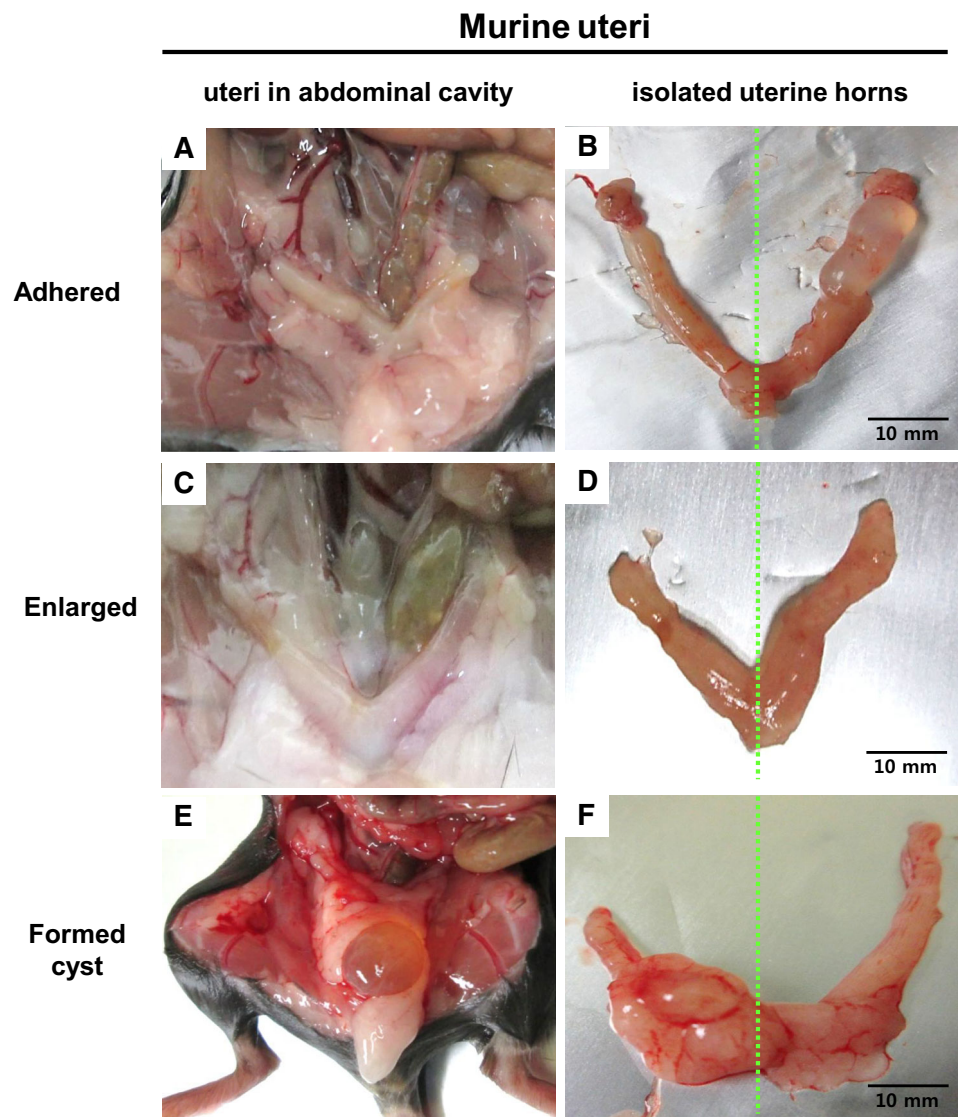 Murine uteri
uteri in abdominal cavity
isolated uterine horns
Adhered
A
B
10 mm
Enlarged
C
D
10 mm
Formed
cyst
E
F
10 mm